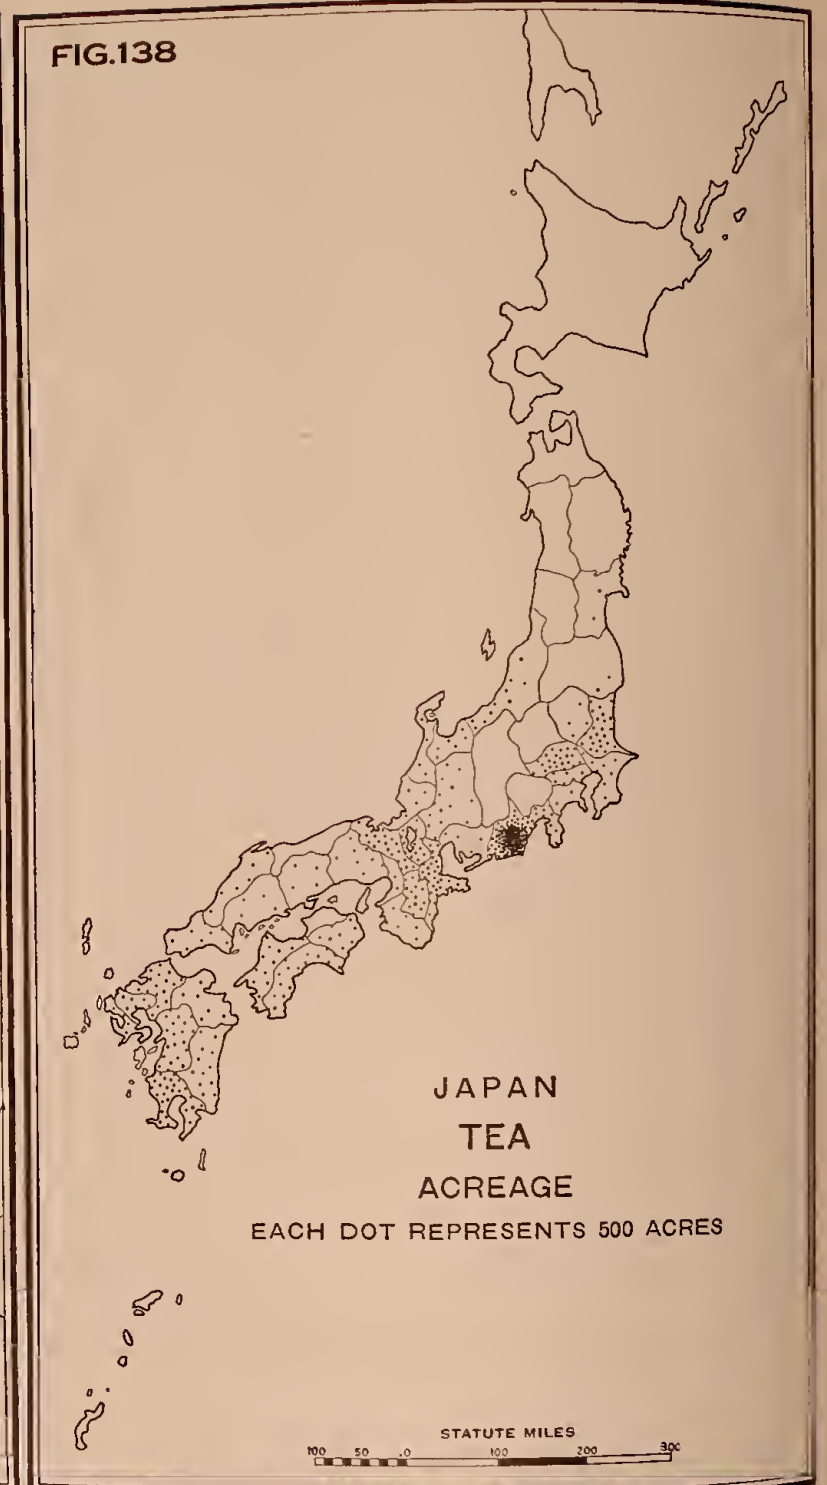 FIG.138
JAPAN
TEA
ACREAGE
EACH DOT REPRESENTS 500 ACRES
STATUTE MILES
100 50 0 100 200 300